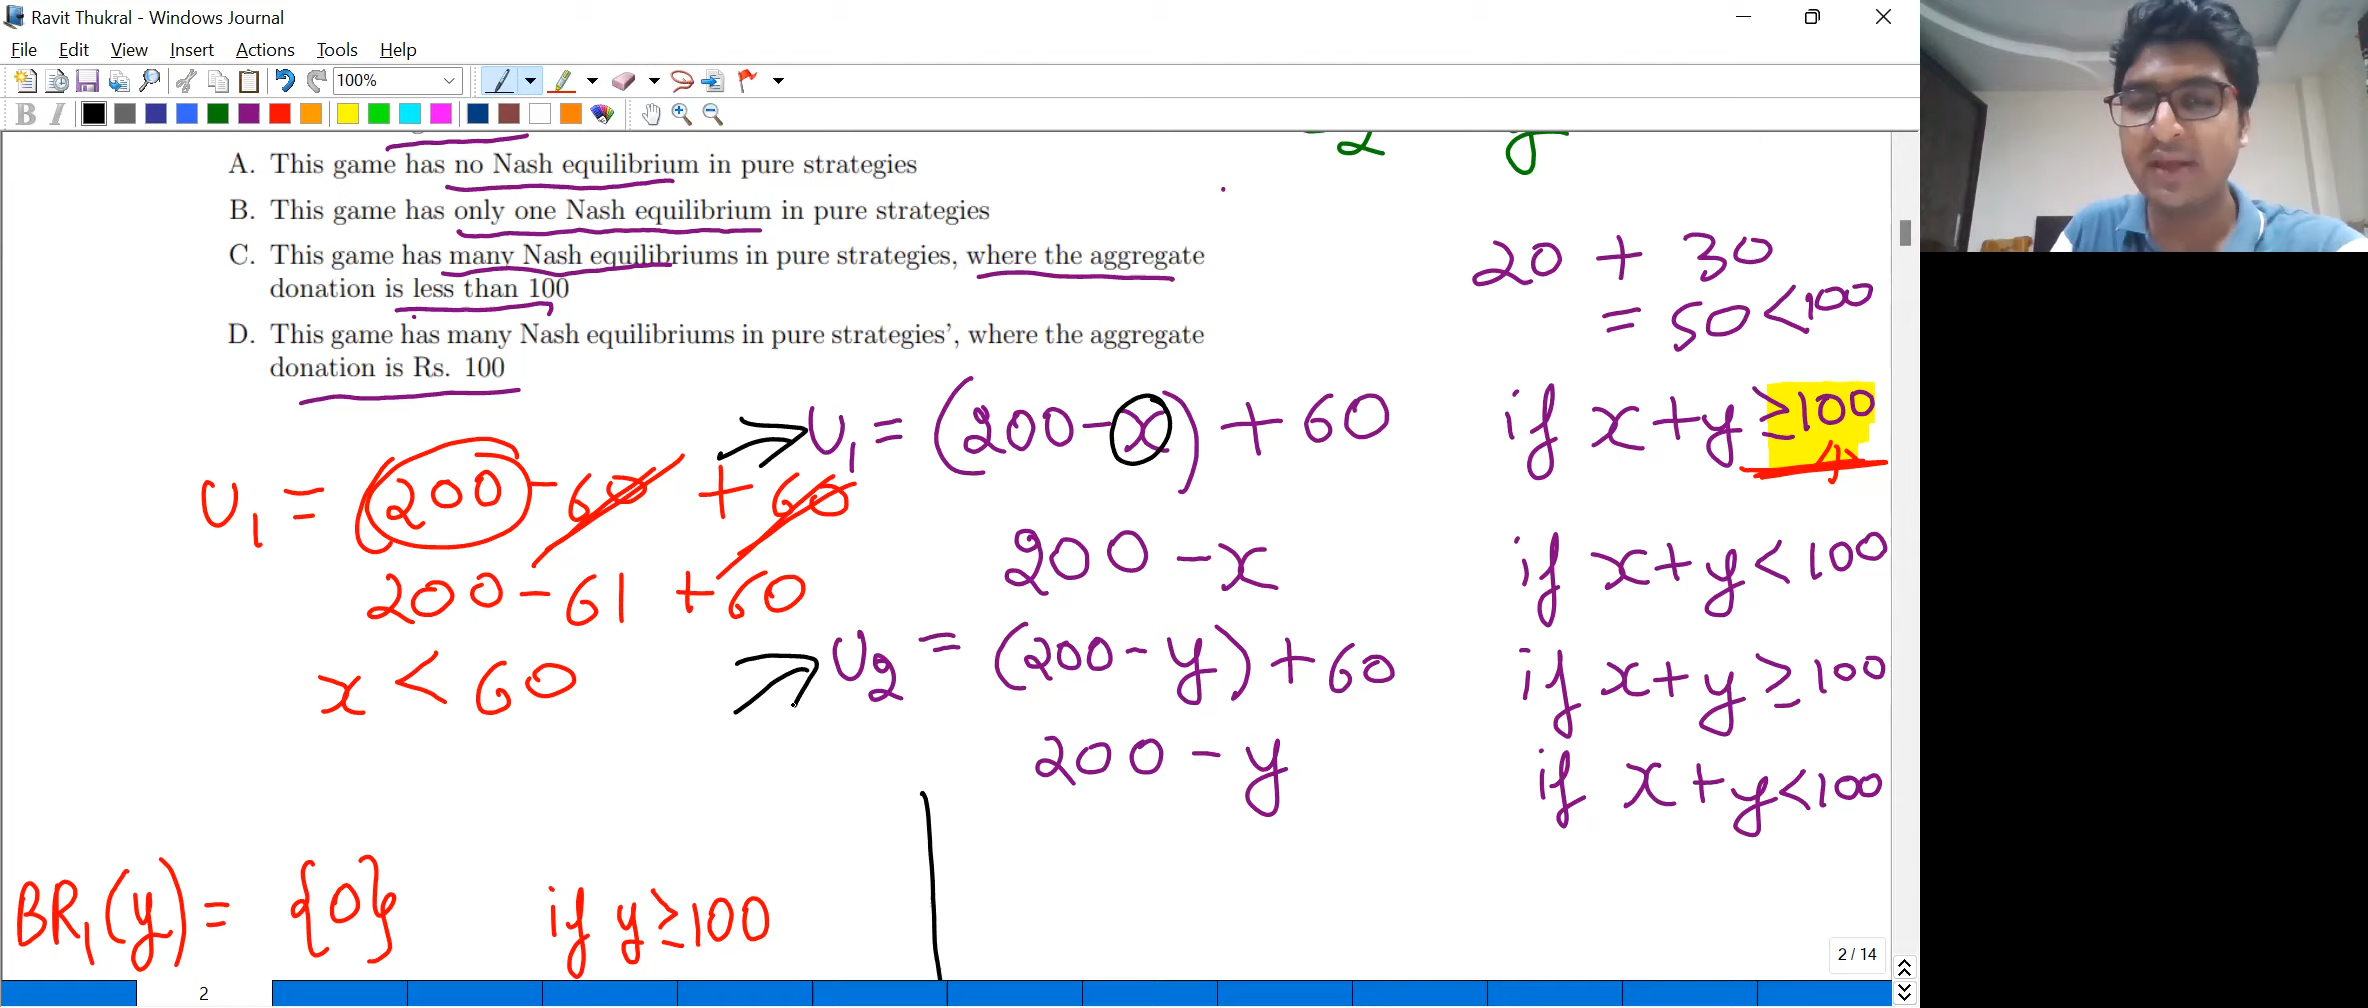 Ravit Thukral - Windows Journal
File Edit View Insert Actions Tools Help
100%
B I
2 y
A. This game has no Nash equilibrium in pure strategies
B. This game has only one Nash equilibrium in pure strategies
C. This game has many Nash equilibriums in pure strategies, where the aggregate
donation is less than 100
D. This game has many Nash equilibriums in pure strategies’, where the aggregate
donation is Rs. 100
20 + 30
= 50 < 100
U1 = (200 - x) + 60 if x + y ≥ 100
U1 = (200 - 60 + 60
200 - x if x + y < 100
200 - 61 + 60
U2 = (200 - y) + 60 if x + y ≥ 100
x < 60
200 - y if x + y < 100
BR1(y) = {0} if y ≥ 100
2 / 14
2